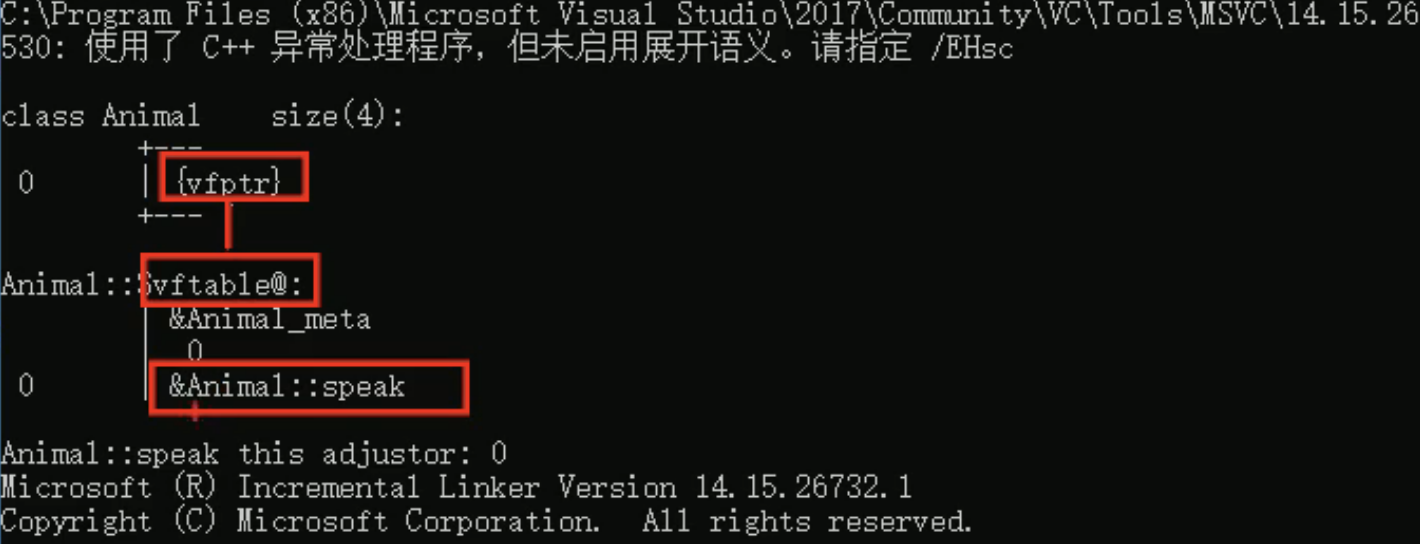 C:\Program Files (x86)\Microsoft Visual Studio\2017\Community\VC\Tools\MSVC\14.15.26
530: 使用了 C++ 异常处理程序，但未启用展开语义。请指定 /EHsc
class Animal    size(4):
+---
0 | {vfptr}
+---
Animal::$vftable@:
| &Animal_meta
| 0
0 | &Animal::speak
Animal::speak this adjustor: 0
Microsoft (R) Incremental Linker Version 14.15.26732.1
Copyright (C) Microsoft Corporation.  All rights reserved.